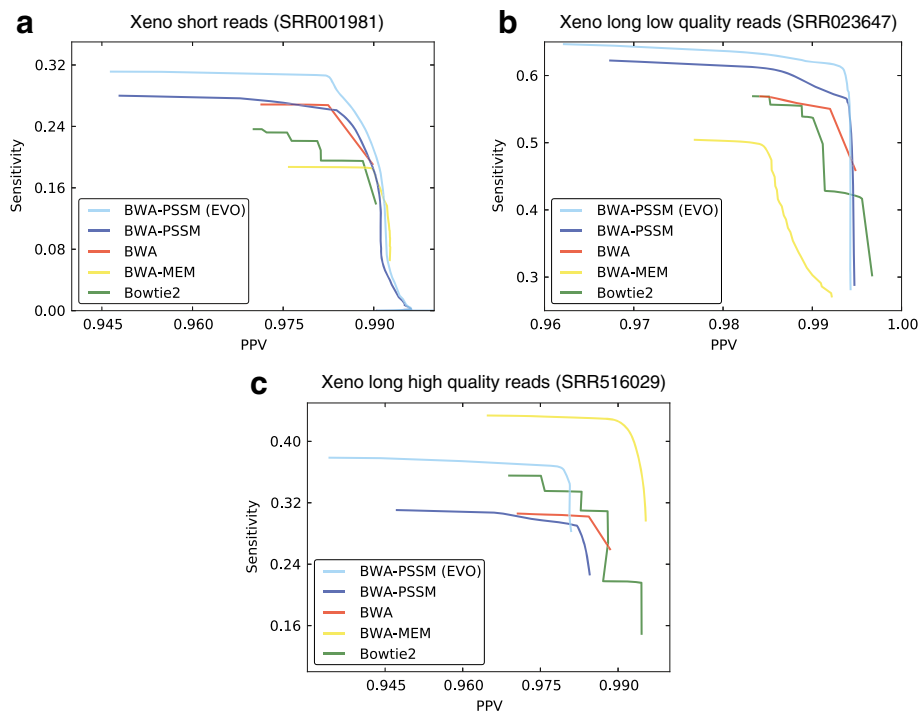 a
Xeno short reads (SRR001981)
Sensitivity
0.32
0.24
0.16
0.08
0.00
BWA-PSSM (EVO)
BWA-PSSM
BWA
BWA-MEM
Bowtie2
0.945 0.960 0.975 0.990
PPV
b
Xeno long low quality reads (SRR023647)
Sensitivity
0.6
0.5
0.4
0.3
BWA-PSSM (EVO)
BWA-PSSM
BWA
BWA-MEM
Bowtie2
0.96 0.97 0.98 0.99 1.00
PPV
c
Xeno long high quality reads (SRR516029)
Sensitivity
0.40
0.32
0.24
0.16
BWA-PSSM (EVO)
BWA-PSSM
BWA
BWA-MEM
Bowtie2
0.945 0.960 0.975 0.990
PPV